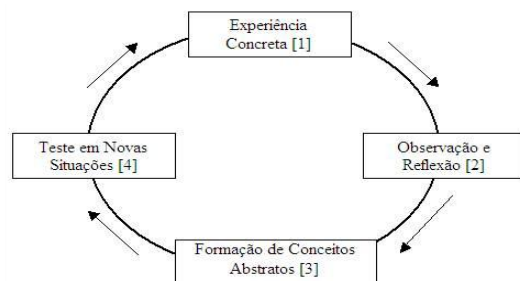 Experiência
Concreta [1]
Observação e
Reflexão [2]
Formação de Conceitos
Abstratos [3]
Teste em Novas
Situações [4]